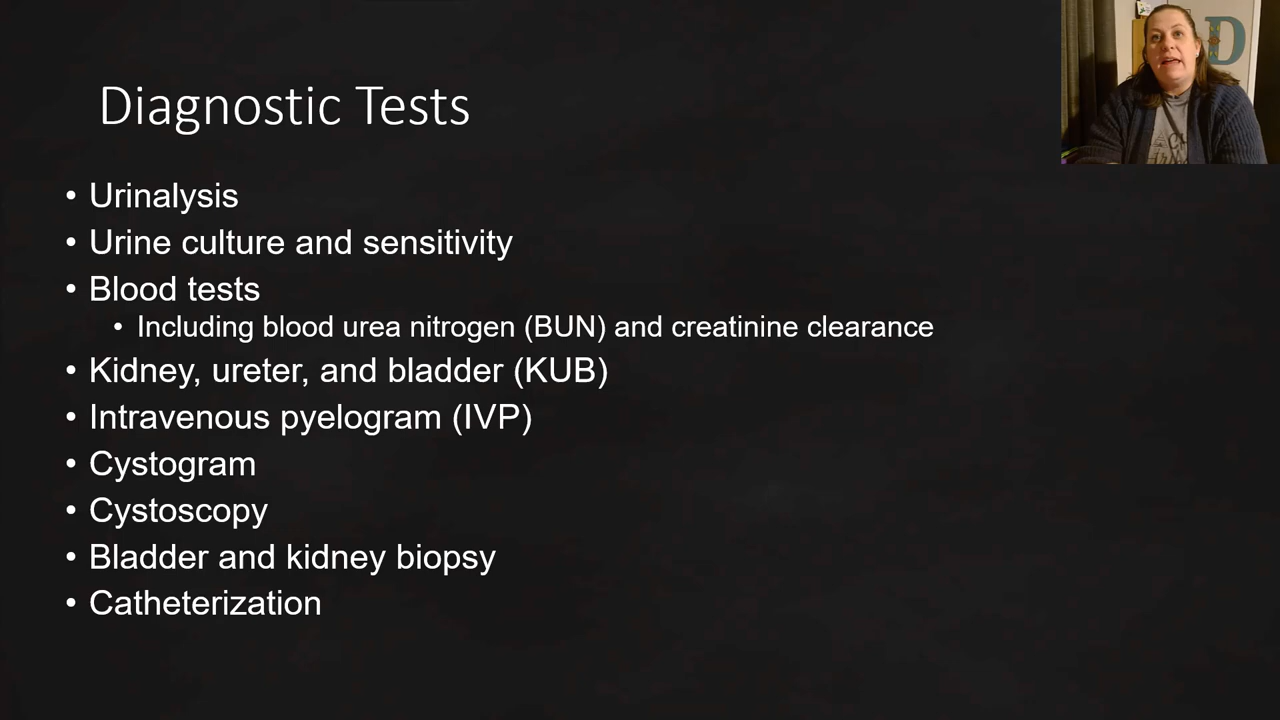 Diagnostic Tests
• Urinalysis
• Urine culture and sensitivity
• Blood tests
• Including blood urea nitrogen (BUN) and creatinine clearance
• Kidney, ureter, and bladder (KUB)
• Intravenous pyelogram (IVP)
• Cystogram
• Cystoscopy
• Bladder and kidney biopsy
• Catheterization
D